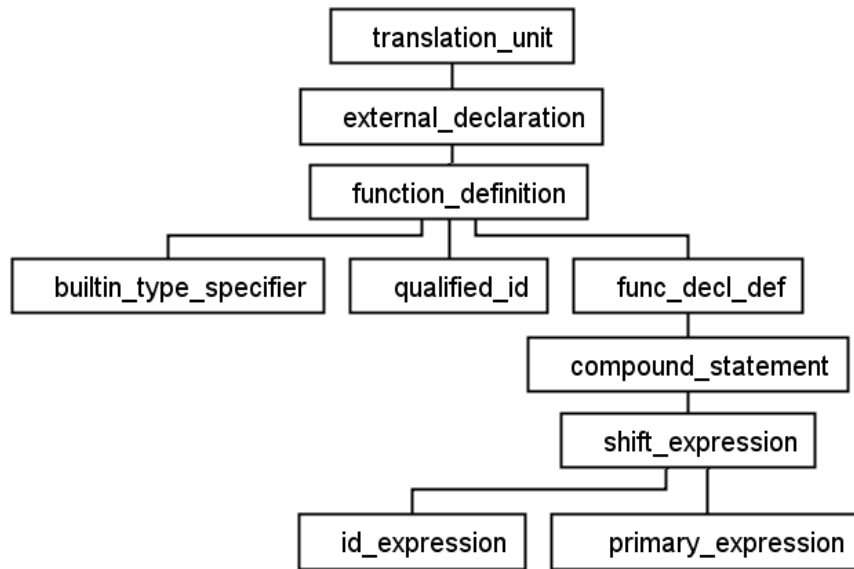 translation_unit
external_declaration
function_definition
builtin_type_specifier
qualified_id
func_decl_def
compound_statement
shift_expression
id_expression
primary_expression